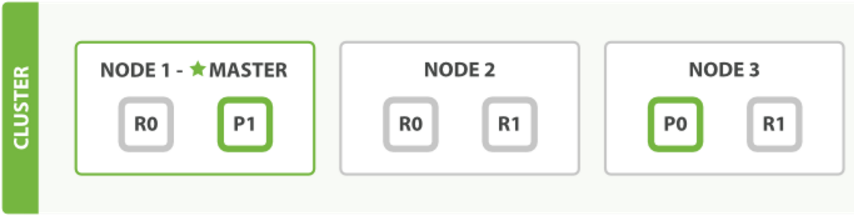 CLUSTER
NODE 1 - ★ MASTER
R0 P1
NODE 2
R0 R1
NODE 3
P0 R1